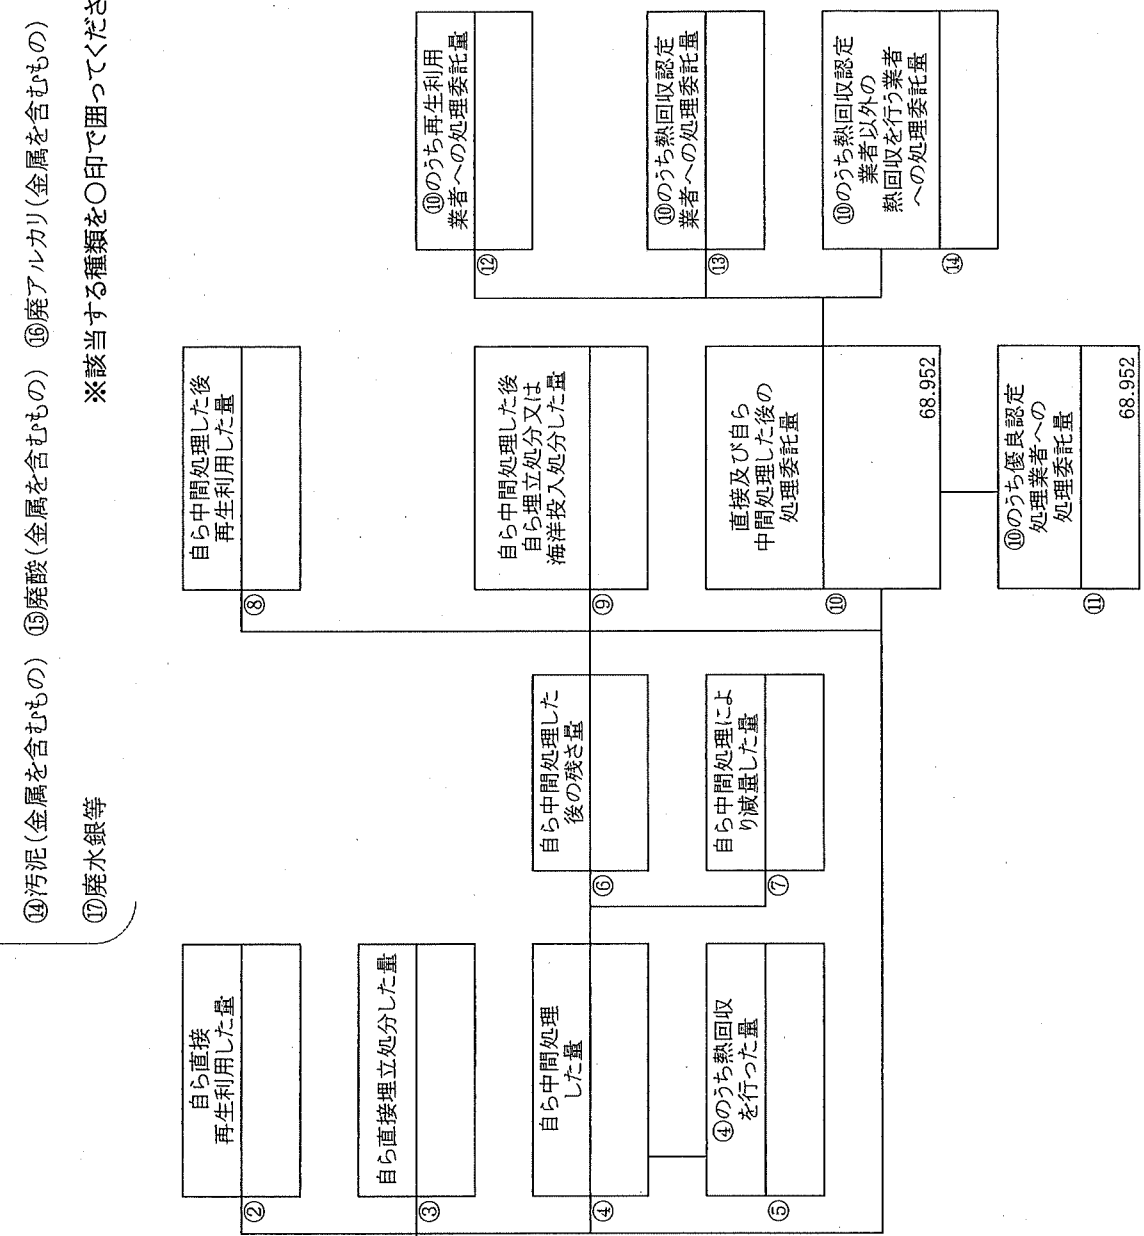 ⑭汚泥(金属を含むもの) ⑮廃酸(金属を含むもの) ⑯廃アルカリ(金属を含むもの)
⑰廃水銀等
※該当する種類を〇印で囲ってくださ
②
自ら直接
再生利用した量
③
自ら直接埋立処分した量
④
自ら中間処理
した量
⑤
④のうち熱回収
を行った量
⑥
自ら中間処理した
後の残さ量
⑦
自ら中間処理によ
り減量した量
⑧
自ら中間処理した後
再生利用した量
⑨
自ら中間処理した後
自ら埋立処分又は
海洋投入処分した量
⑩
直接及び自ら
中間処理した後の
処理委託量
68.952
⑪
⑩のうち優良認定
処理業者への
処理委託量
68.952
⑫
⑩のうち再生利用
業者への処理委託量
⑬
⑩のうち熱回収認定
業者への処理委託量
⑭
⑩のうち熱回収認定
業者以外の
熱回収を行う業者
への処理委託量